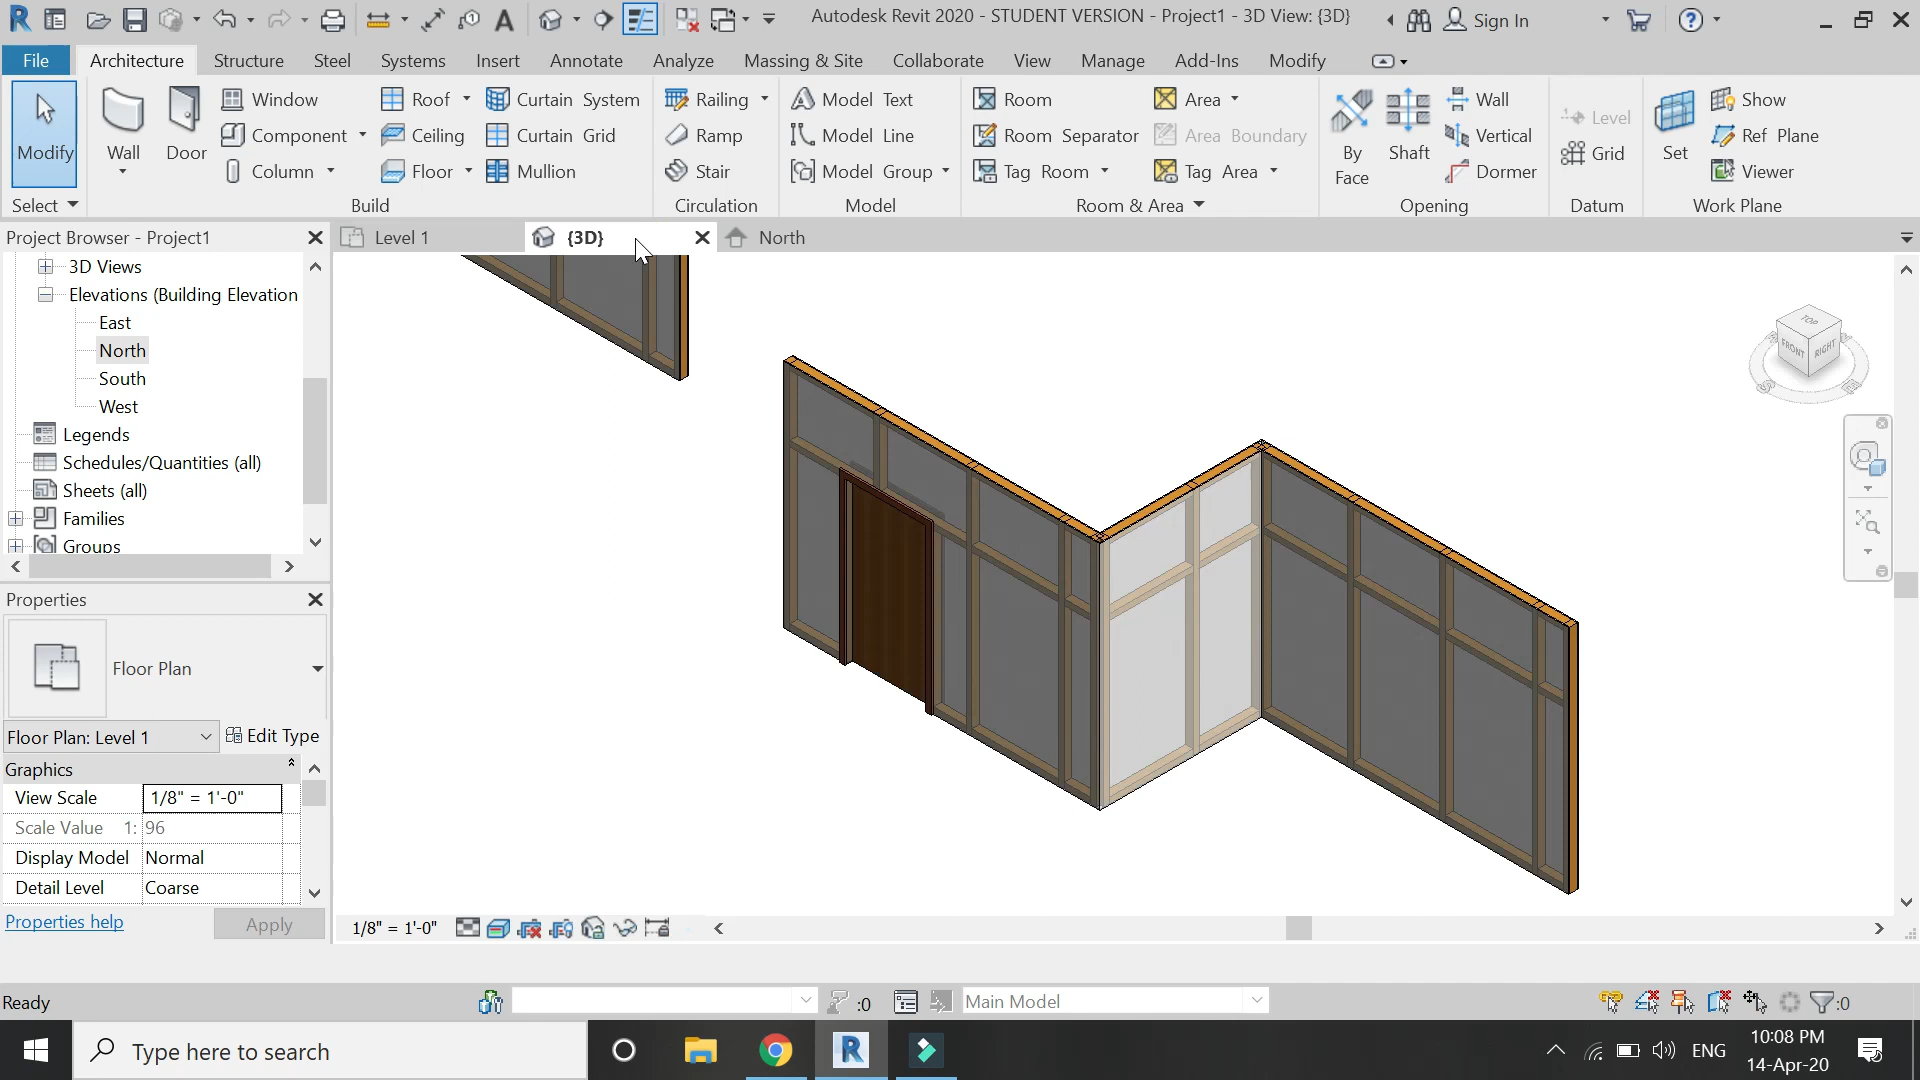 Autodesk Revit 2020 - STUDENT VERSION - Project1 - 3D View: {3D}
Sign In
File Architecture Structure Steel Systems Insert Annotate Analyze Massing & Site Collaborate View Manage Add-Ins Modify
Modify
Wall
Door
Window
Component
Column
Roof
Ceiling
Floor
Curtain System
Curtain Grid
Mullion
Railing
Ramp
Stair
Model Text
Model Line
Model Group
Room
Room Separator
Tag Room
Area
Area Boundary
Tag Area
By
Face
Shaft
Wall
Vertical
Dormer
Level
Grid
Set
Show
Ref Plane
Viewer
Select
Build
Circulation
Model
Room & Area
Opening
Datum
Work Plane
Project Browser - Project1
Level 1
{3D}
North
3D Views
Elevations (Building Elevation
East
North
South
West
Legends
Schedules/Quantities (all)
Sheets (all)
Families
Groups
TOP
FRONT
RIGHT
S
E
Properties
Floor Plan
Floor Plan: Level 1
Edit Type
Graphics
View Scale 1/8" = 1'-0"
Scale Value 1: 96
Display Model Normal
Detail Level Coarse
Properties help
Apply
1/8" = 1'-0"
Ready
:0
Main Model
:0
Type here to search
ENG
10:08 PM
14-Apr-20